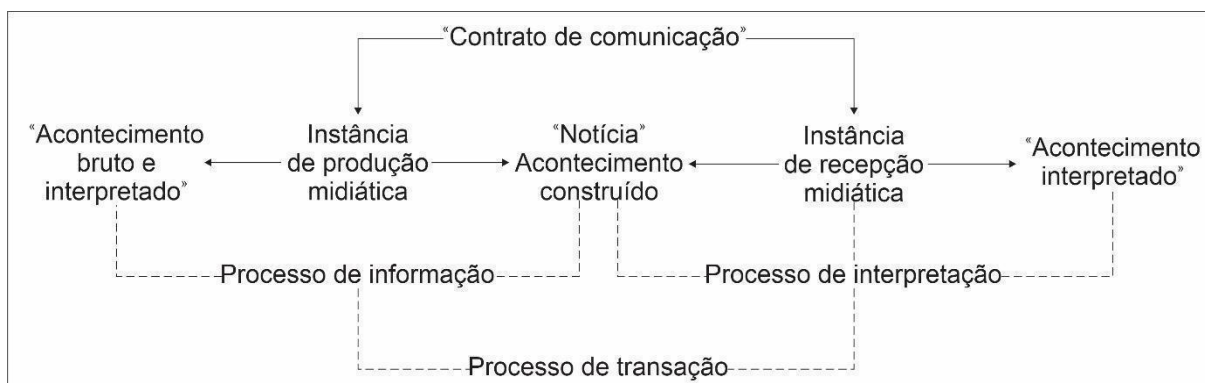 “Contrato de comunicação”
“Acontecimento bruto e interpretado”
Instância de produção midiática
“Notícia” Acontecimento construído
Instância de recepção midiática
“Acontecimento interpretado”
Processo de informação
Processo de interpretação
Processo de transação